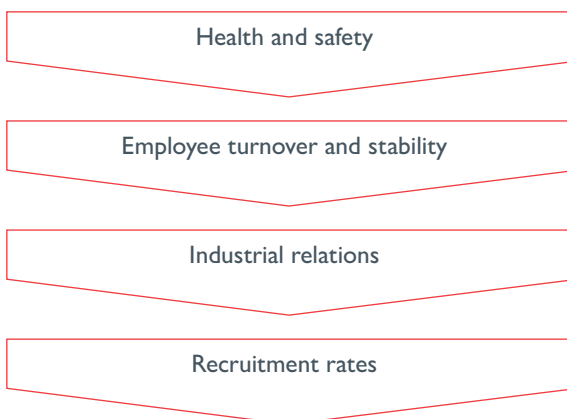 Health and safety
Employee turnover and stability
Industrial relations
Recruitment rates